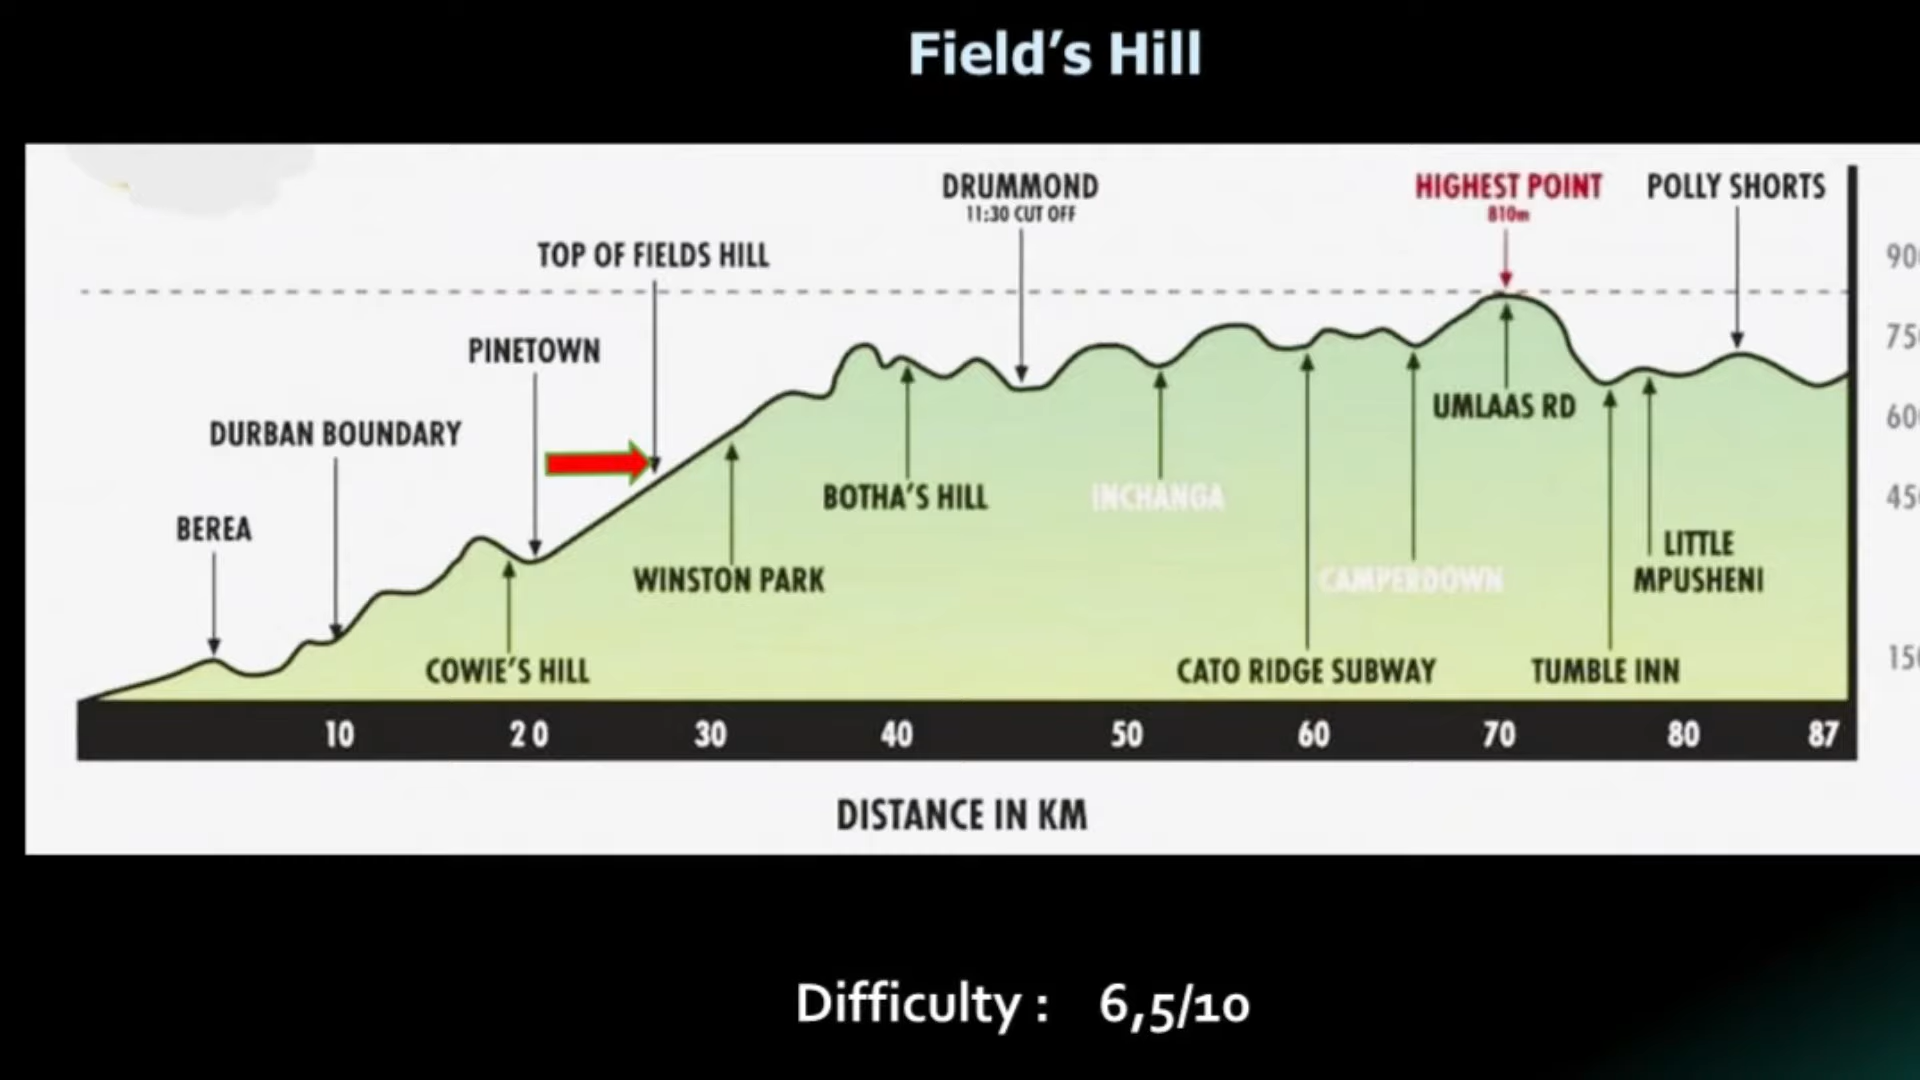 Field’s Hill
DRUMMOND
11:30 CUT OFF
HIGHEST POINT
810m
POLLY SHORTS
TOP OF FIELDS HILL
PINETOWN
DURBAN BOUNDARY
BEREA
UMLAAS RD
BOTHA’S HILL
INCHANGA
LITTLE
MPUSHENI
WINSTON PARK
CAMPERDOWN
COWIE’S HILL
CATO RIDGE SUBWAY
TUMBLE INN
10 20 30 40 50 60 70 80 87
DISTANCE IN KM
Difficulty : 6,5/10